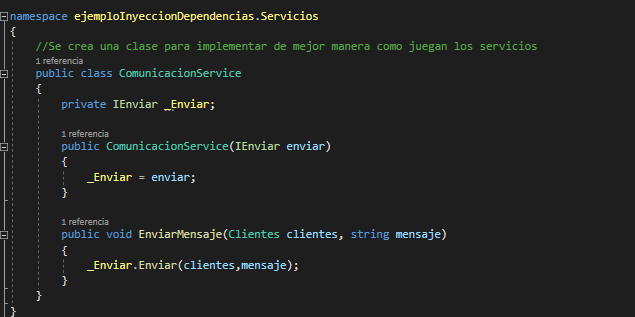 namespace ejemploInyeccionDependencias.Servicios
{
//Se crea una clase para implementar de mejor manera como juegan los servicios
1 referencia
public class ComunicacionService
{
private IEnviar _Enviar;
1 referencia
public ComunicacionService(IEnviar enviar)
{
_Enviar = enviar;
}
1 referencia
public void EnviarMensaje(Clientes clientes, string mensaje)
{
_Enviar.Enviar(clientes,mensaje);
}
}
}